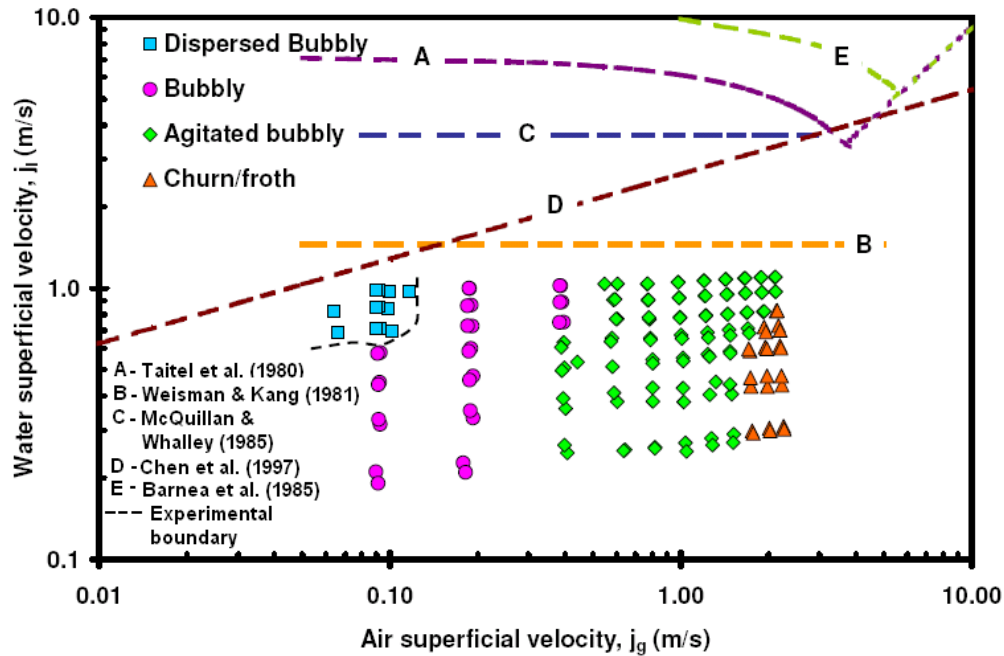 10.0
1.0
0.1
Water superficial velocity, jl (m/s)
Dispersed Bubbly
Bubbly
Agitated bubbly
Churn/froth
A
E
C
D
B
A- Taitel et al. (1980)
B - Weisman & Kang (1981)
C- McQuillan &
Whalley (1985)
D - Chen et al. (1997)
E - Barnea et al. (1985)
Experimental
boundary
0.01 0.10 1.00 10.00
Air superficial velocity, jg (m/s)